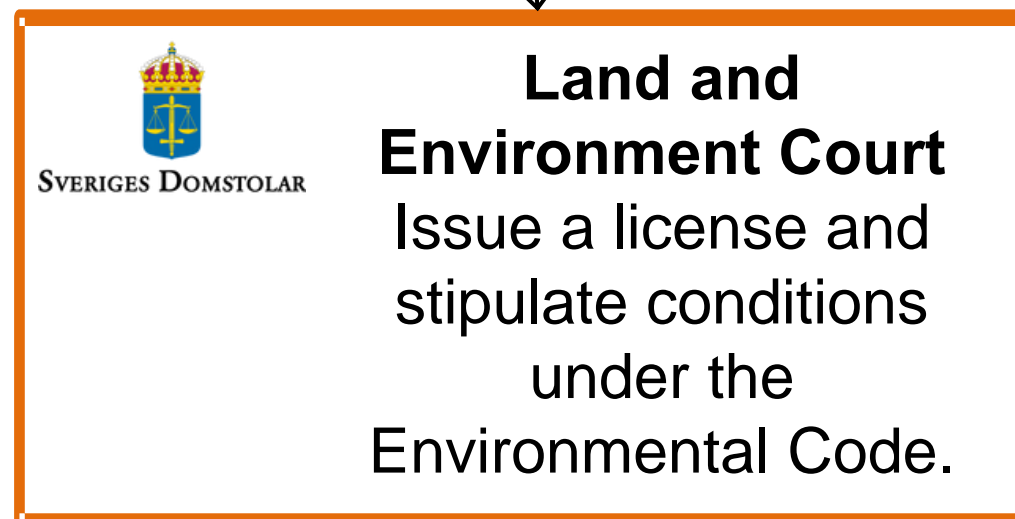 SVERIGES DOMSTOLAR
Land and
Environment Court
Issue a license and
stipulate conditions
under the
Environmental Code.